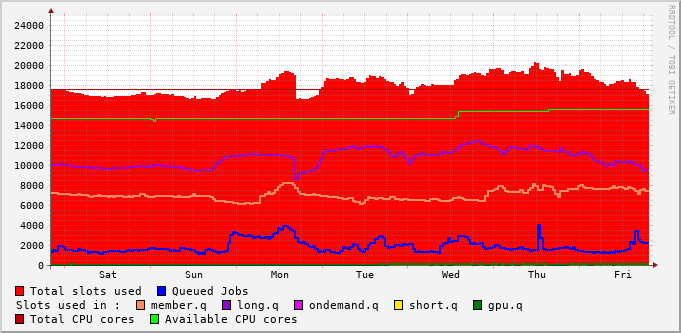 RRDTOOL / TOBI OETIKER
24000
22000
20000
18000
16000
14000
12000
10000
8000
6000
4000
2000
0
Sat Sun Mon Tue Wed Thu Fri
Total slots used Queued Jobs
Slots used in : member.q long.q ondemand.q short.q gpu.q
Total CPU cores Available CPU cores